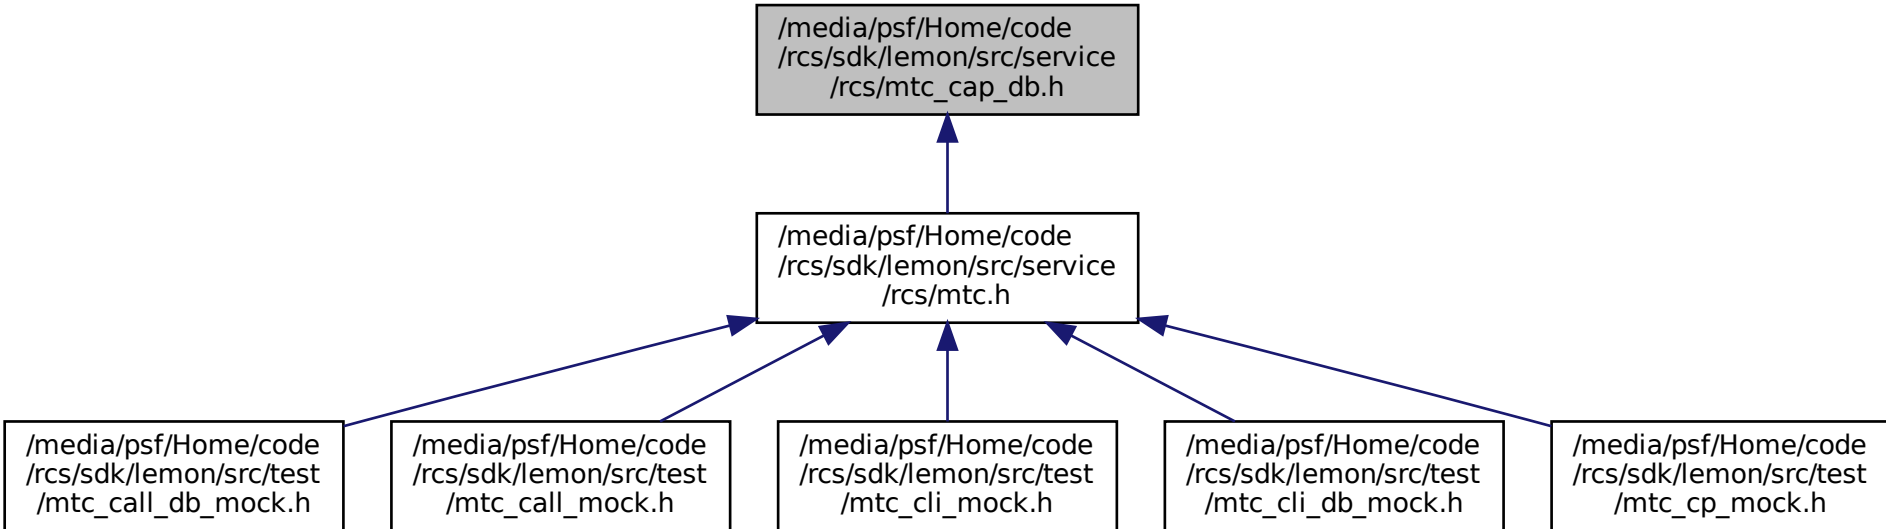 /media/psf/Home/code
/rcs/sdk/lemon/src/service
/rcs/mtc_cap_db.h
/media/psf/Home/code
/rcs/sdk/lemon/src/service
/rcs/mtc.h
/media/psf/Home/code
/rcs/sdk/lemon/src/test
/mtc_call_db_mock.h
/media/psf/Home/code
/rcs/sdk/lemon/src/test
/mtc_call_mock.h
/media/psf/Home/code
/rcs/sdk/lemon/src/test
/mtc_cli_mock.h
/media/psf/Home/code
/rcs/sdk/lemon/src/test
/mtc_cli_db_mock.h
/media/psf/Home/code
/rcs/sdk/lemon/src/test
/mtc_cp_mock.h